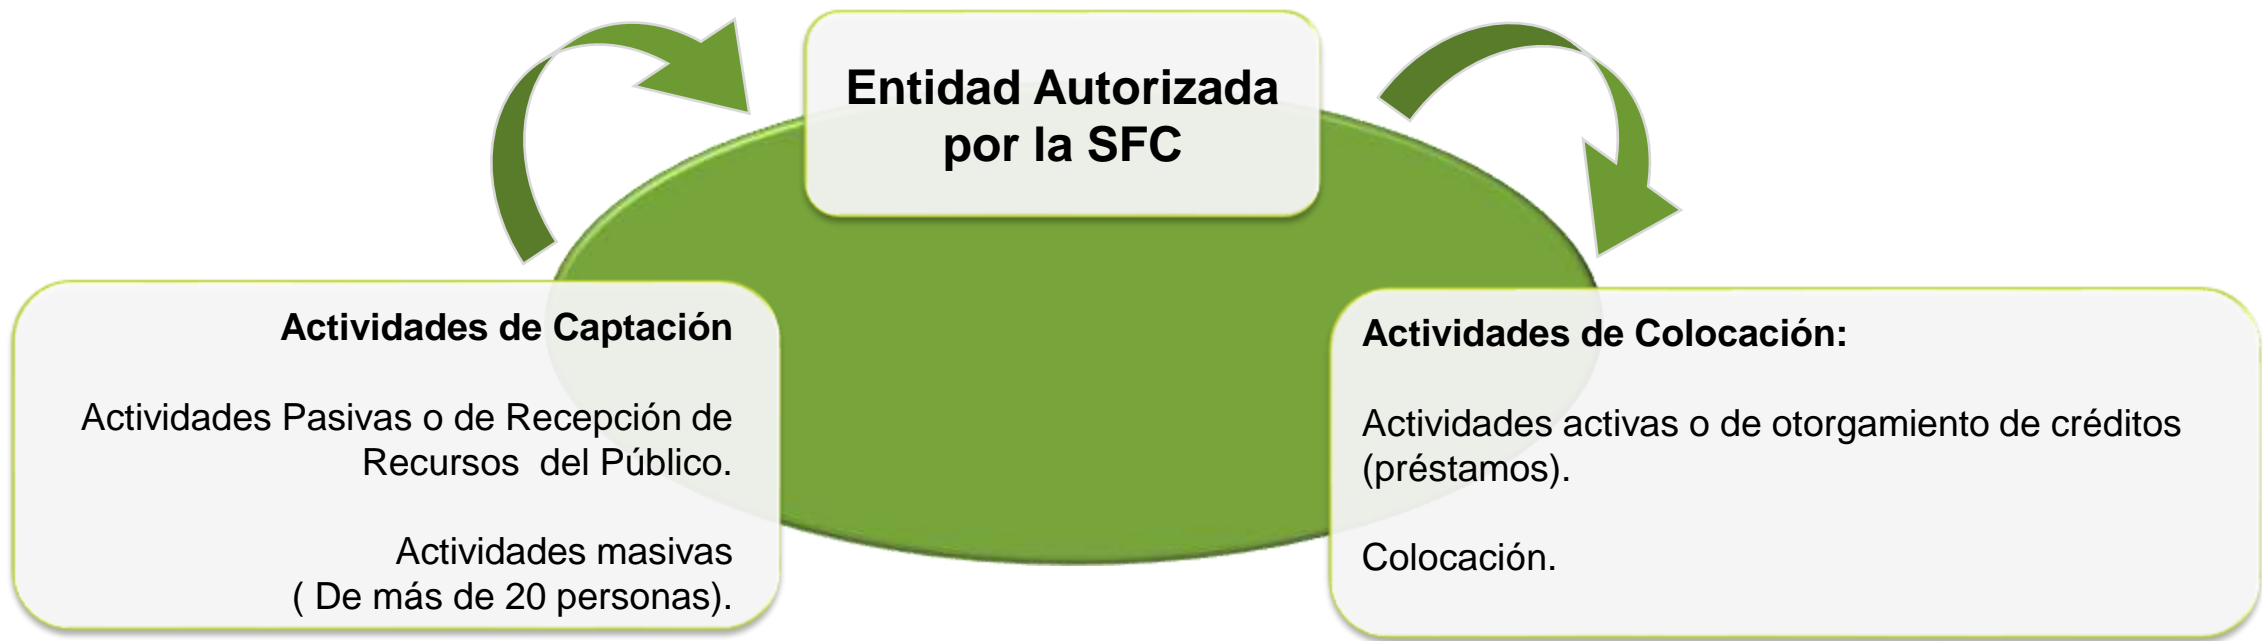 Entidad Autorizada
por la SFC
Actividades de Captación
Actividades Pasivas o de Recepción de
Recursos del Público.
Actividades masivas
( De más de 20 personas).
Actividades de Colocación:
Actividades activas o de otorgamiento de créditos
(préstamos).
Colocación.